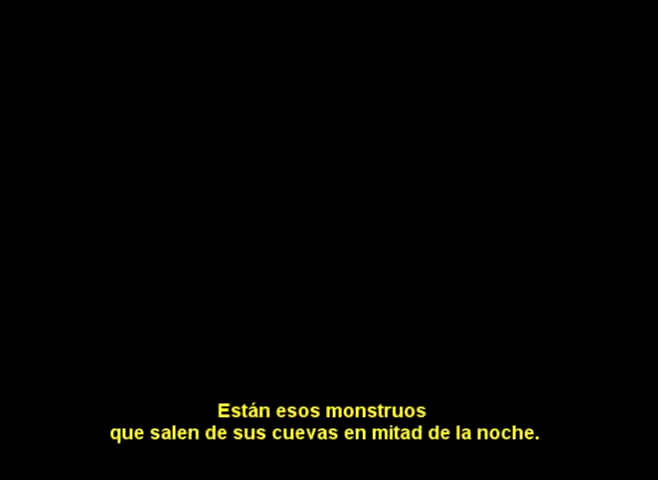 Están esos monstruos
que salen de sus cuevas en mitad de la noche.